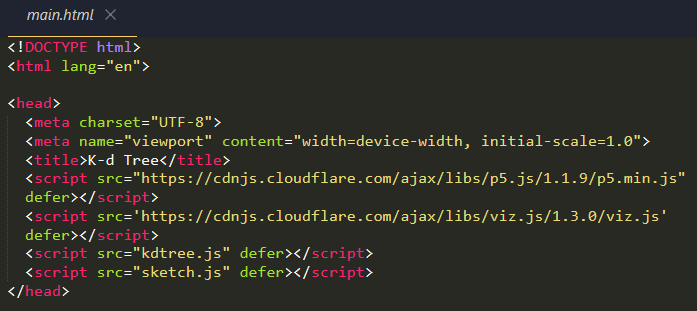 main.html
<!DOCTYPE html>
<html lang="en">
<head>
<meta charset="UTF-8">
<meta name="viewport" content="width=device-width, initial-scale=1.0">
<title>K-d Tree</title>
<script src="https://cdnjs.cloudflare.com/ajax/libs/p5.js/1.1.9/p5.min.js"
defer></script>
<script src='https://cdnjs.cloudflare.com/ajax/libs/viz.js/1.3.0/viz.js'
defer></script>
<script src="kdtree.js" defer></script>
<script src="sketch.js" defer></script>
</head>